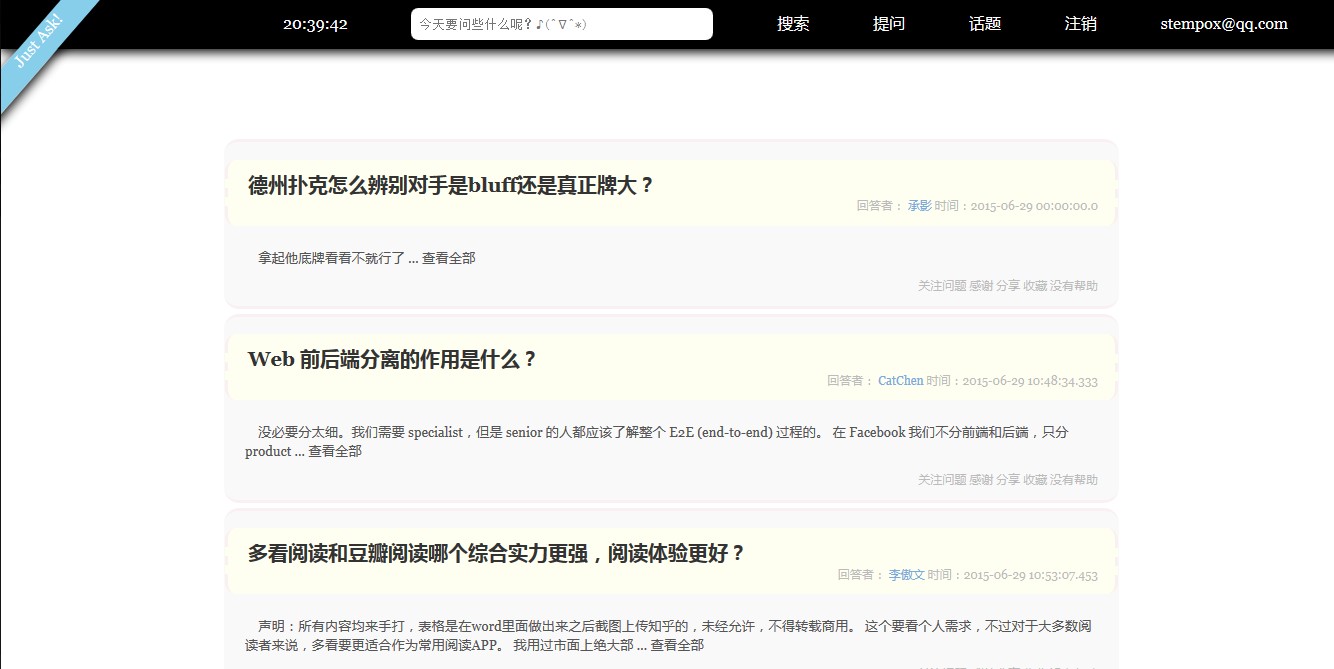 Just Ask!
20:39:42 今天要问些什么呢？♪(^∇^*) 搜索 提问 话题 注销 stempox@qq.com
德州扑克怎么辨别对手是bluff还是真正牌大？
回答者： 承影 时间：2015-06-29 00:00:00.0
拿起他底牌看看不就行了 ... 查看全部
关注问题 感谢 分享 收藏 没有帮助
Web 前后端分离的作用是什么？
回答者： CatChen 时间：2015-06-29 10:48:34.333
没必要分太细。我们需要 specialist，但是 senior 的人都应该了解整个 E2E (end-to-end) 过程的。 在 Facebook 我们不分前端和后端，只分
product ... 查看全部
关注问题 感谢 分享 收藏 没有帮助
多看阅读和豆瓣阅读哪个综合实力更强，阅读体验更好？
回答者： 李傲文 时间：2015-06-29 10:53:07.453
声明：所有内容均来手打，表格是在word里面做出来之后截图上传知乎的，未经允许，不得转载商用。 这个要看个人需求，不过对于大多数阅
读者来说，多看要更适合作为常用阅读APP。 我用过市面上绝大部 ... 查看全部